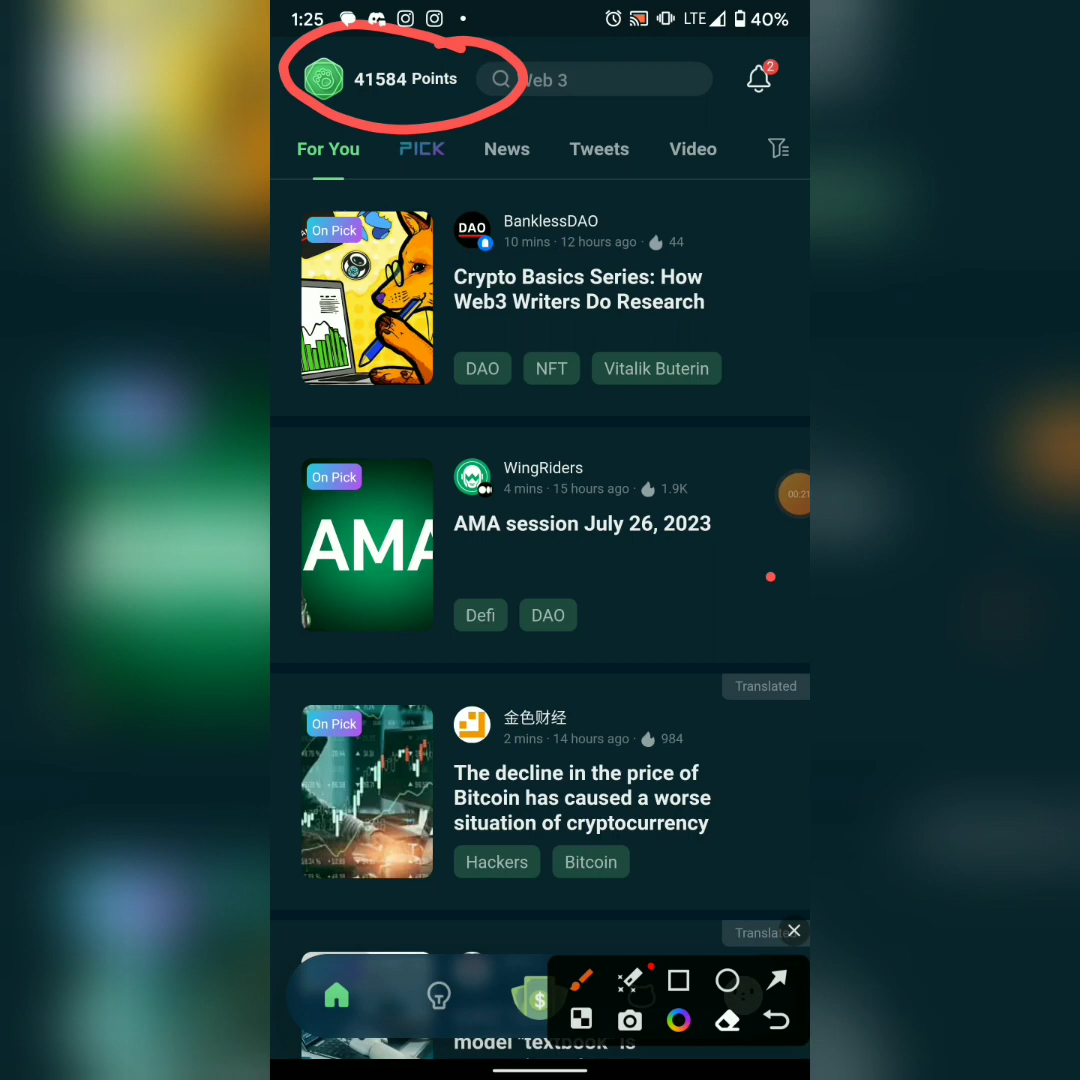 1:25 LTE 40%
41584 Points
Web 3
2
For You PICK News Tweets Video
On Pick
DAO
BanklessDAO
10 mins · 12 hours ago · 44
Crypto Basics Series: How
Web3 Writers Do Research
DAO NFT Vitalik Buterin
On Pick
AMA
WingRiders
4 mins · 15 hours ago · 1.9K
AMA session July 26, 2023
Defi DAO
00:21
Translated
On Pick
金色财经
2 mins · 14 hours ago · 984
The decline in the price of
Bitcoin has caused a worse
situation of cryptocurrency
Hackers Bitcoin
Translated
model "textbook" is